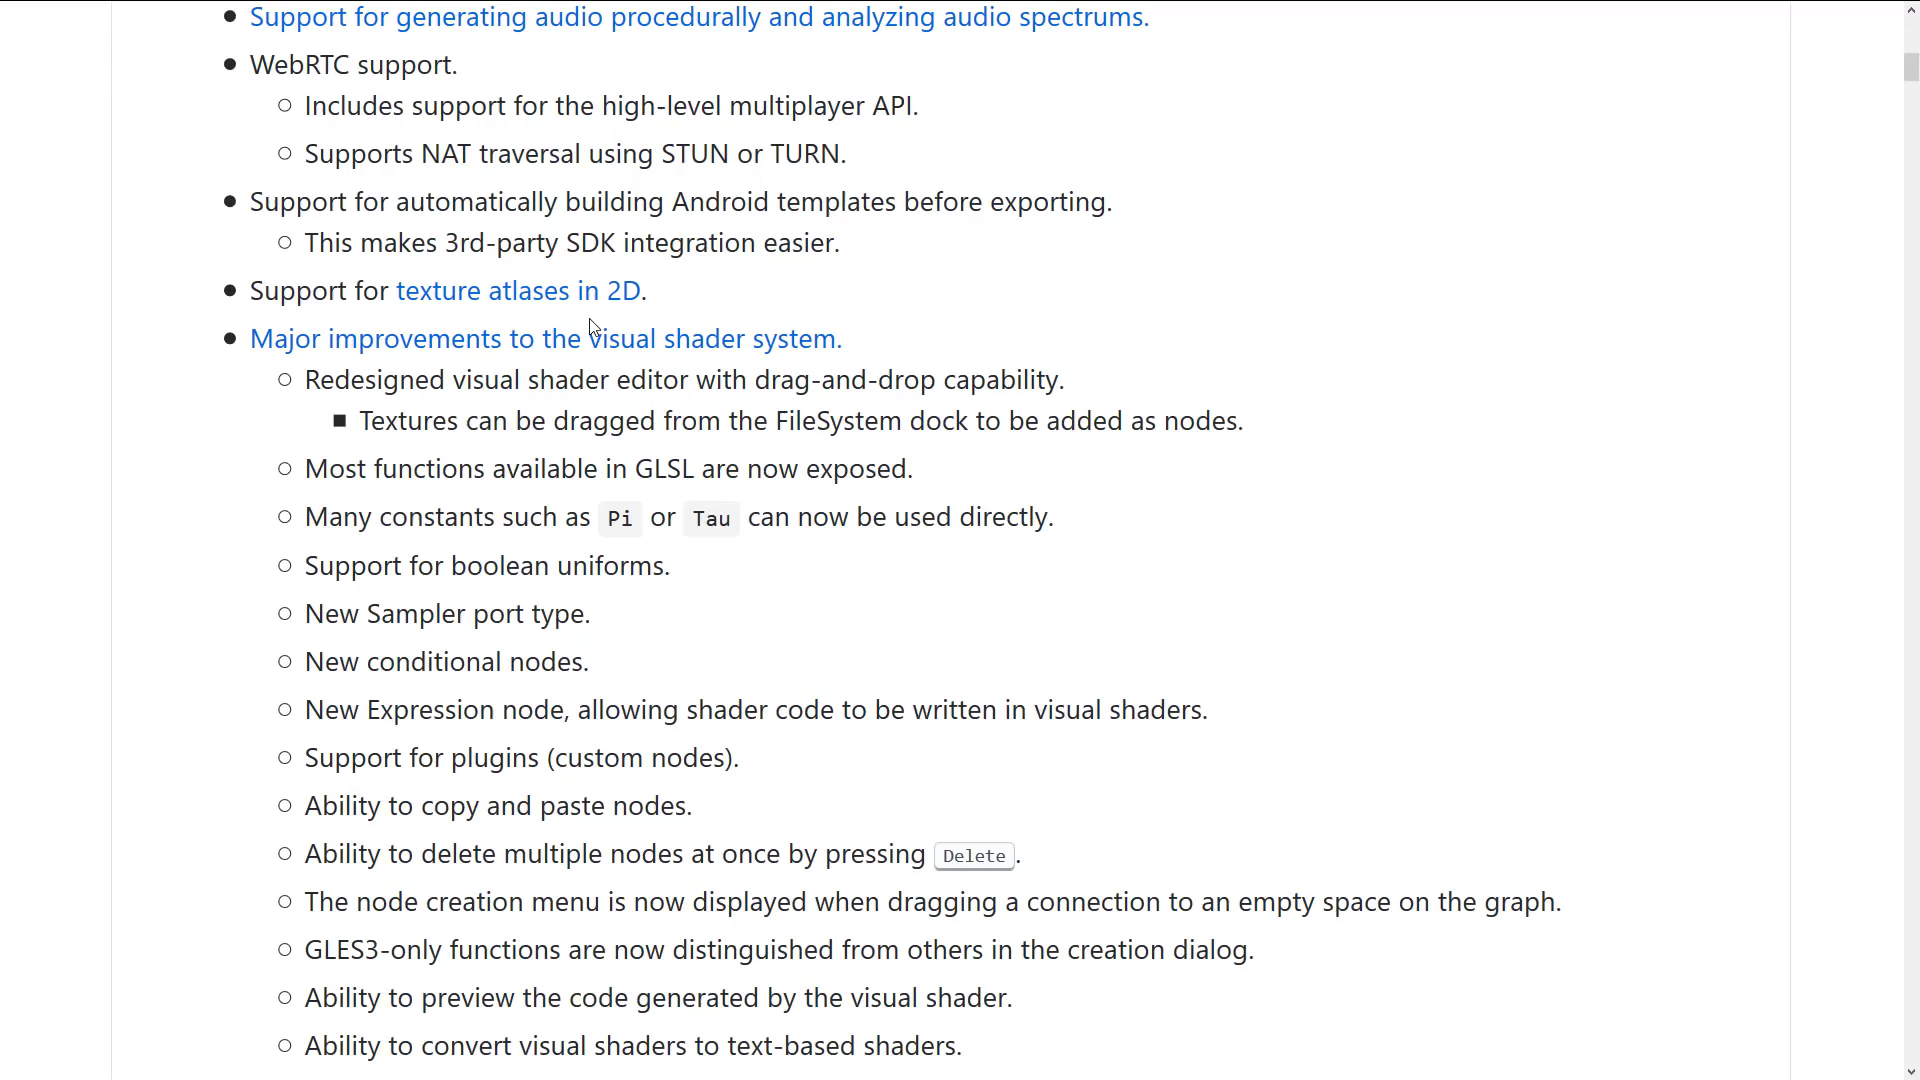 Support for generating audio procedurally and analyzing audio spectrums.
WebRTC support.
Includes support for the high-level multiplayer API.
Supports NAT traversal using STUN or TURN.
Support for automatically building Android templates before exporting.
This makes 3rd-party SDK integration easier.
Support for texture atlases in 2D.
Major improvements to the visual shader system.
Redesigned visual shader editor with drag-and-drop capability.
Textures can be dragged from the FileSystem dock to be added as nodes.
Most functions available in GLSL are now exposed.
Many constants such as Pi or Tau can now be used directly.
Support for boolean uniforms.
New Sampler port type.
New conditional nodes.
New Expression node, allowing shader code to be written in visual shaders.
Support for plugins (custom nodes).
Ability to copy and paste nodes.
Ability to delete multiple nodes at once by pressing Delete.
The node creation menu is now displayed when dragging a connection to an empty space on the graph.
GLES3-only functions are now distinguished from others in the creation dialog.
Ability to preview the code generated by the visual shader.
Ability to convert visual shaders to text-based shaders.